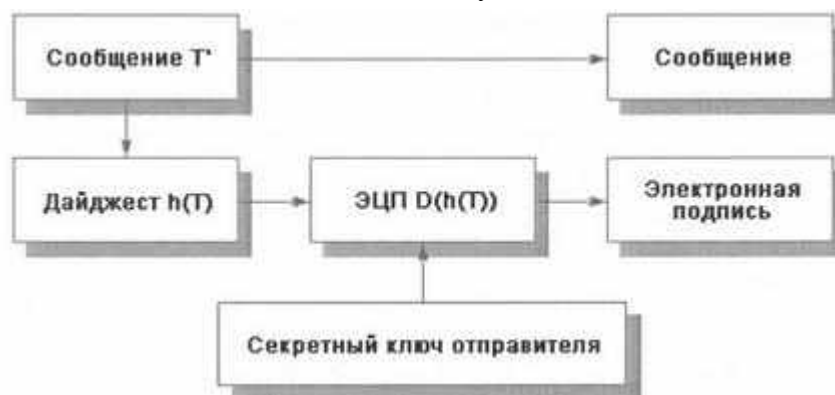 Сообщение T'
Сообщение
Дайджест h(T)
ЭЦП D(h(T))
Электронная
подпись
Секретный ключ отправителя